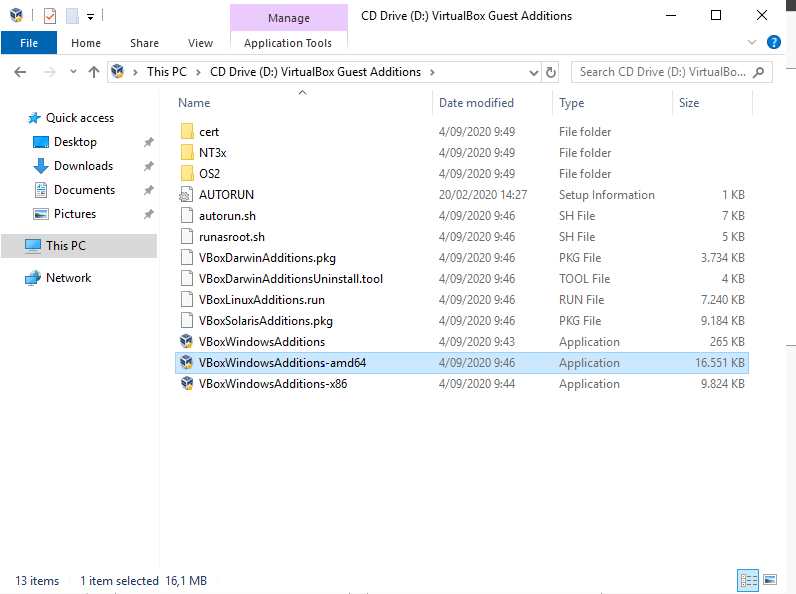 Manage
CD Drive (D:) VirtualBox Guest Additions
File Home Share View Application Tools
This PC CD Drive (D:) VirtualBox Guest Additions
Search CD Drive (D:) VirtualBo...
Quick access
Desktop
Downloads
Documents
Pictures
This PC
Network
Name Date modified Type Size
cert 4/09/2020 9:49 File folder
NT3x 4/09/2020 9:49 File folder
OS2 4/09/2020 9:49 File folder
AUTORUN 20/02/2020 14:27 Setup Information 1 KB
autorun.sh 4/09/2020 9:46 SH File 7 KB
runasroot.sh 4/09/2020 9:46 SH File 5 KB
VBoxDarwinAdditions.pkg 4/09/2020 9:46 PKG File 3.734 KB
VBoxDarwinAdditionsUninstall.tool 4/09/2020 9:46 TOOL File 4 KB
VBoxLinuxAdditions.run 4/09/2020 9:46 RUN File 7.240 KB
VBoxSolarisAdditions.pkg 4/09/2020 9:46 PKG File 9.184 KB
VBoxWindowsAdditions 4/09/2020 9:43 Application 265 KB
VBoxWindowsAdditions-amd64 4/09/2020 9:46 Application 16.551 KB
VBoxWindowsAdditions-x86 4/09/2020 9:44 Application 9.824 KB
13 items 1 item selected 16,1 MB